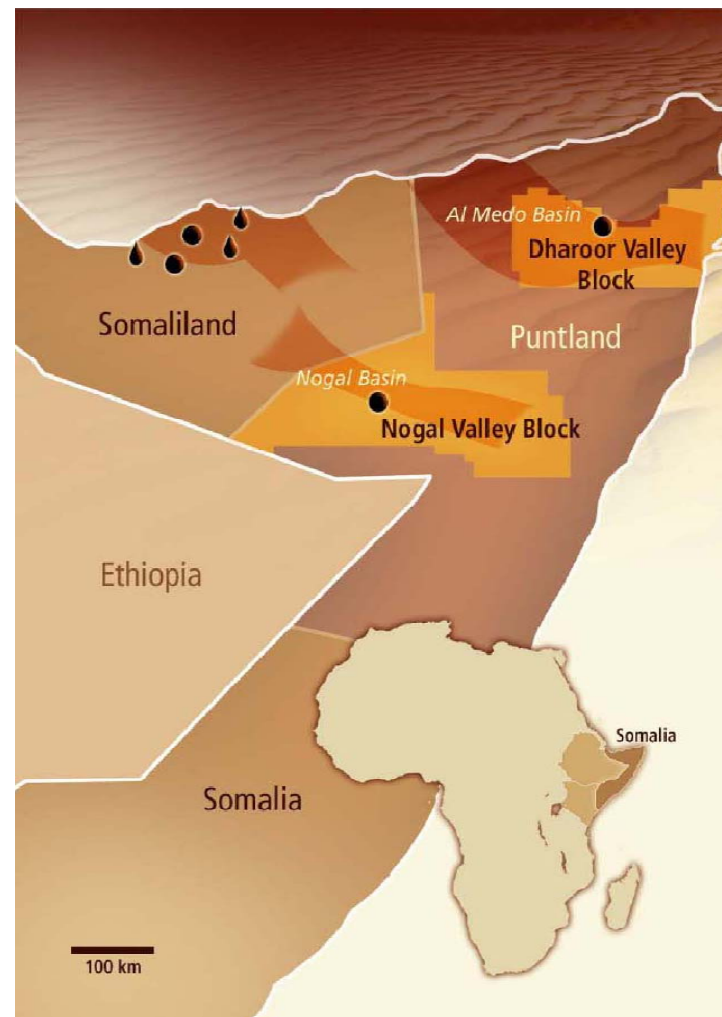 Al Medo Basin
Dharoor Valley
Block
Somaliland
Puntland
Nogal Basin
Nogal Valley Block
Ethiopia
Somalia
Somalia
100 km